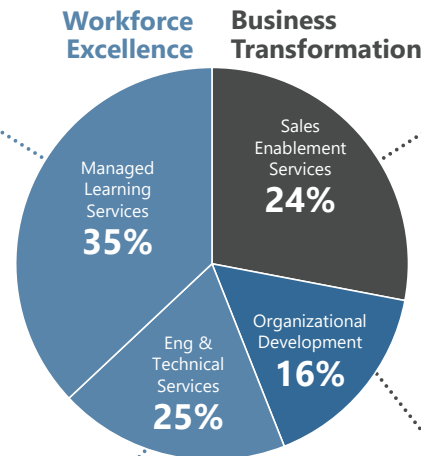 Workforce
Excellence
Business
Transformation
Sales
Enablement
Services
24%
Managed
Learning
Services
35%
Organizational
Development
16%
Eng &
Technical
Services
25%